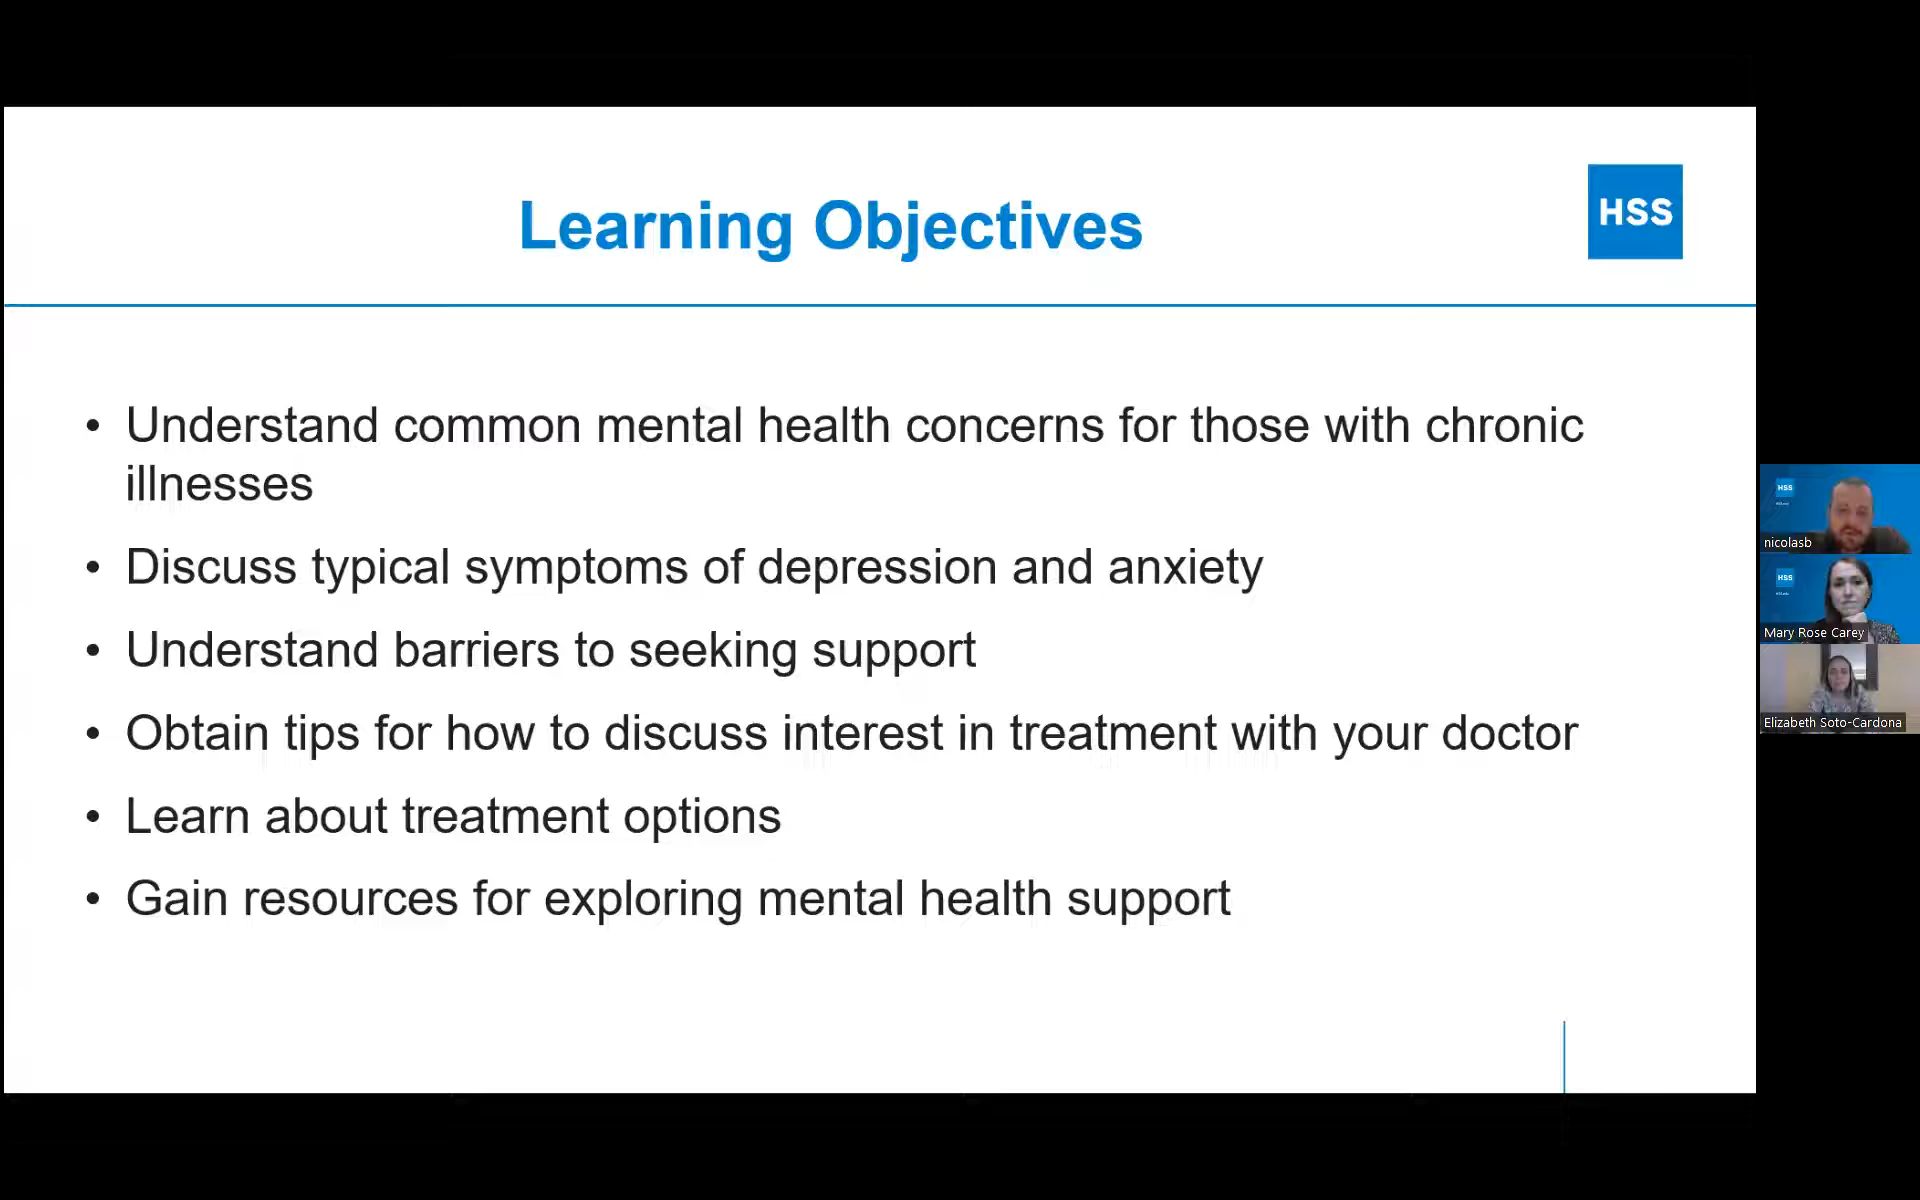 Learning Objectives
HSS
• Understand common mental health concerns for those with chronic
illnesses
• Discuss typical symptoms of depression and anxiety
• Understand barriers to seeking support
• Obtain tips for how to discuss interest in treatment with your doctor
• Learn about treatment options
• Gain resources for exploring mental health support
HSS
nicolasb
HSS
Mary Rose Carey
Elizabeth Soto-Cardona